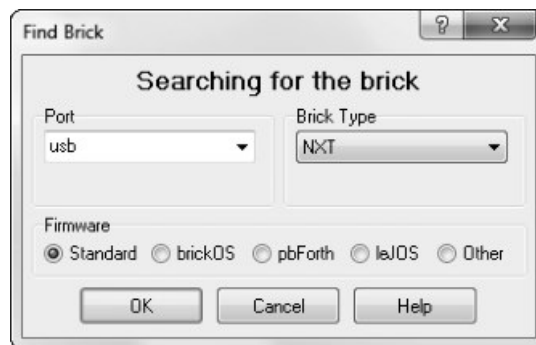 Find Brick
Searching for the brick
Port
Brick Type
usb
NXT
Firmware
Standard brickOS pbForth leJOS Other
OK Cancel Help